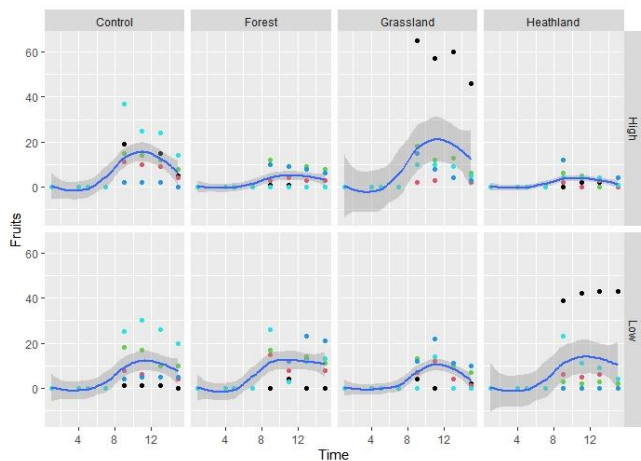 Control Forest Grassland Heathland
60
40
20
0
High
60
40
20
0
Low
Fruits
4 8 12 4 8 12 4 8 12 4 8 12
Time